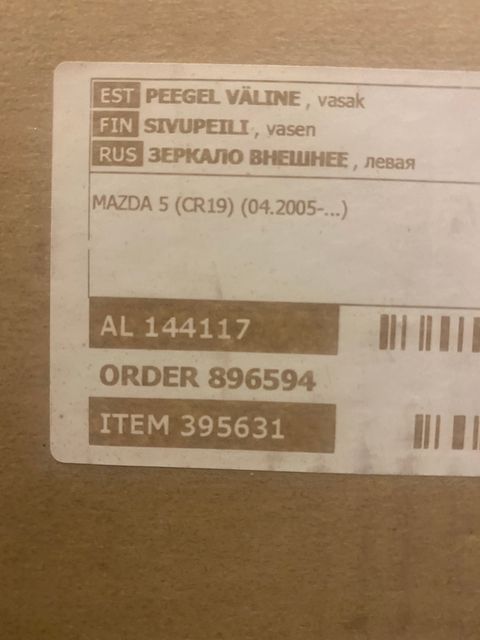 EST PEEGEL VÄLINE, vasak
FIN SIVUPEILI, vasen
RUS ЗЕРКАЛО ВНЕШНЕЕ, левая
MAZDA 5 (CR19) (04.2005-...)
AL 144117
ORDER 896594
ITEM 395631